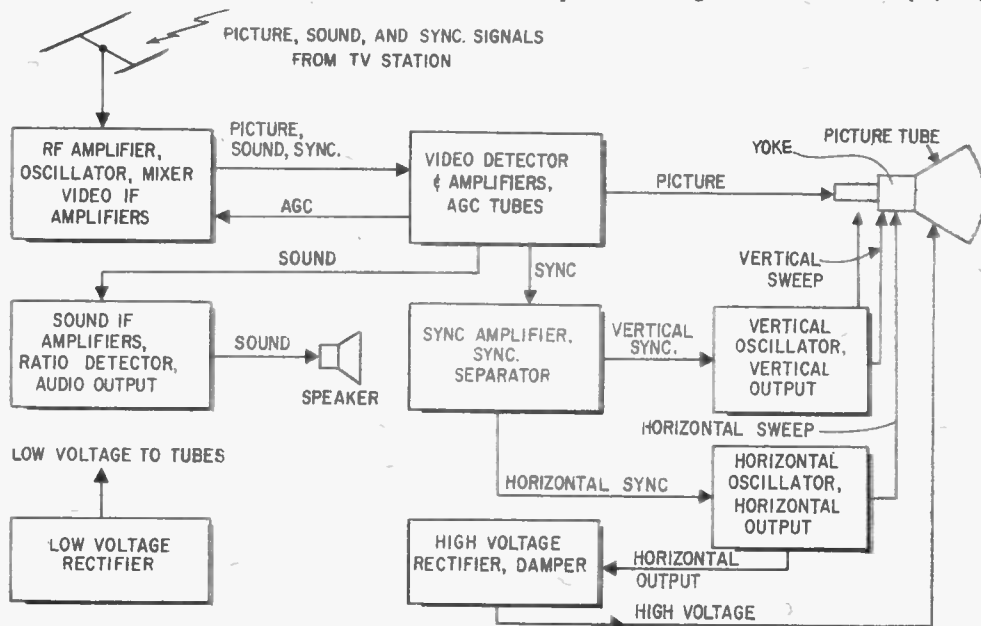 PICTURE, SOUND, AND SYNC. SIGNALS
FROM TV STATION
RF AMPLIFIER,
OSCILLATOR, MIXER
VIDEO IF
AMPLIFIERS
PICTURE,
SOUND, SYNC.
AGC
VIDEO DETECTOR
¢ AMPLIFIERS,
AGC TUBES
PICTURE
YOKE
PICTURE TUBE
VERTICAL
SWEEP
SOUND
SYNC
SOUND IF
AMPLIFIERS,
RATIO DETECTOR,
AUDIO OUTPUT
SOUND
SPEAKER
SYNC AMPLIFIER,
SYNC.
SEPARATOR
VERTICAL
SYNC.
VERTICAL
OSCILLATOR,
VERTICAL
OUTPUT
HORIZONTAL SWEEP
LOW VOLTAGE TO TUBES
LOW VOLTAGE
RECTIFIER
HORIZONTAL SYNC
HORIZONTAL
OSCILLATOR,
HORIZONTAL
OUTPUT
HIGH VOLTAGE
RECTIFIER, DAMPER
HORIZONTAL
OUTPUT
HIGH VOLTAGE